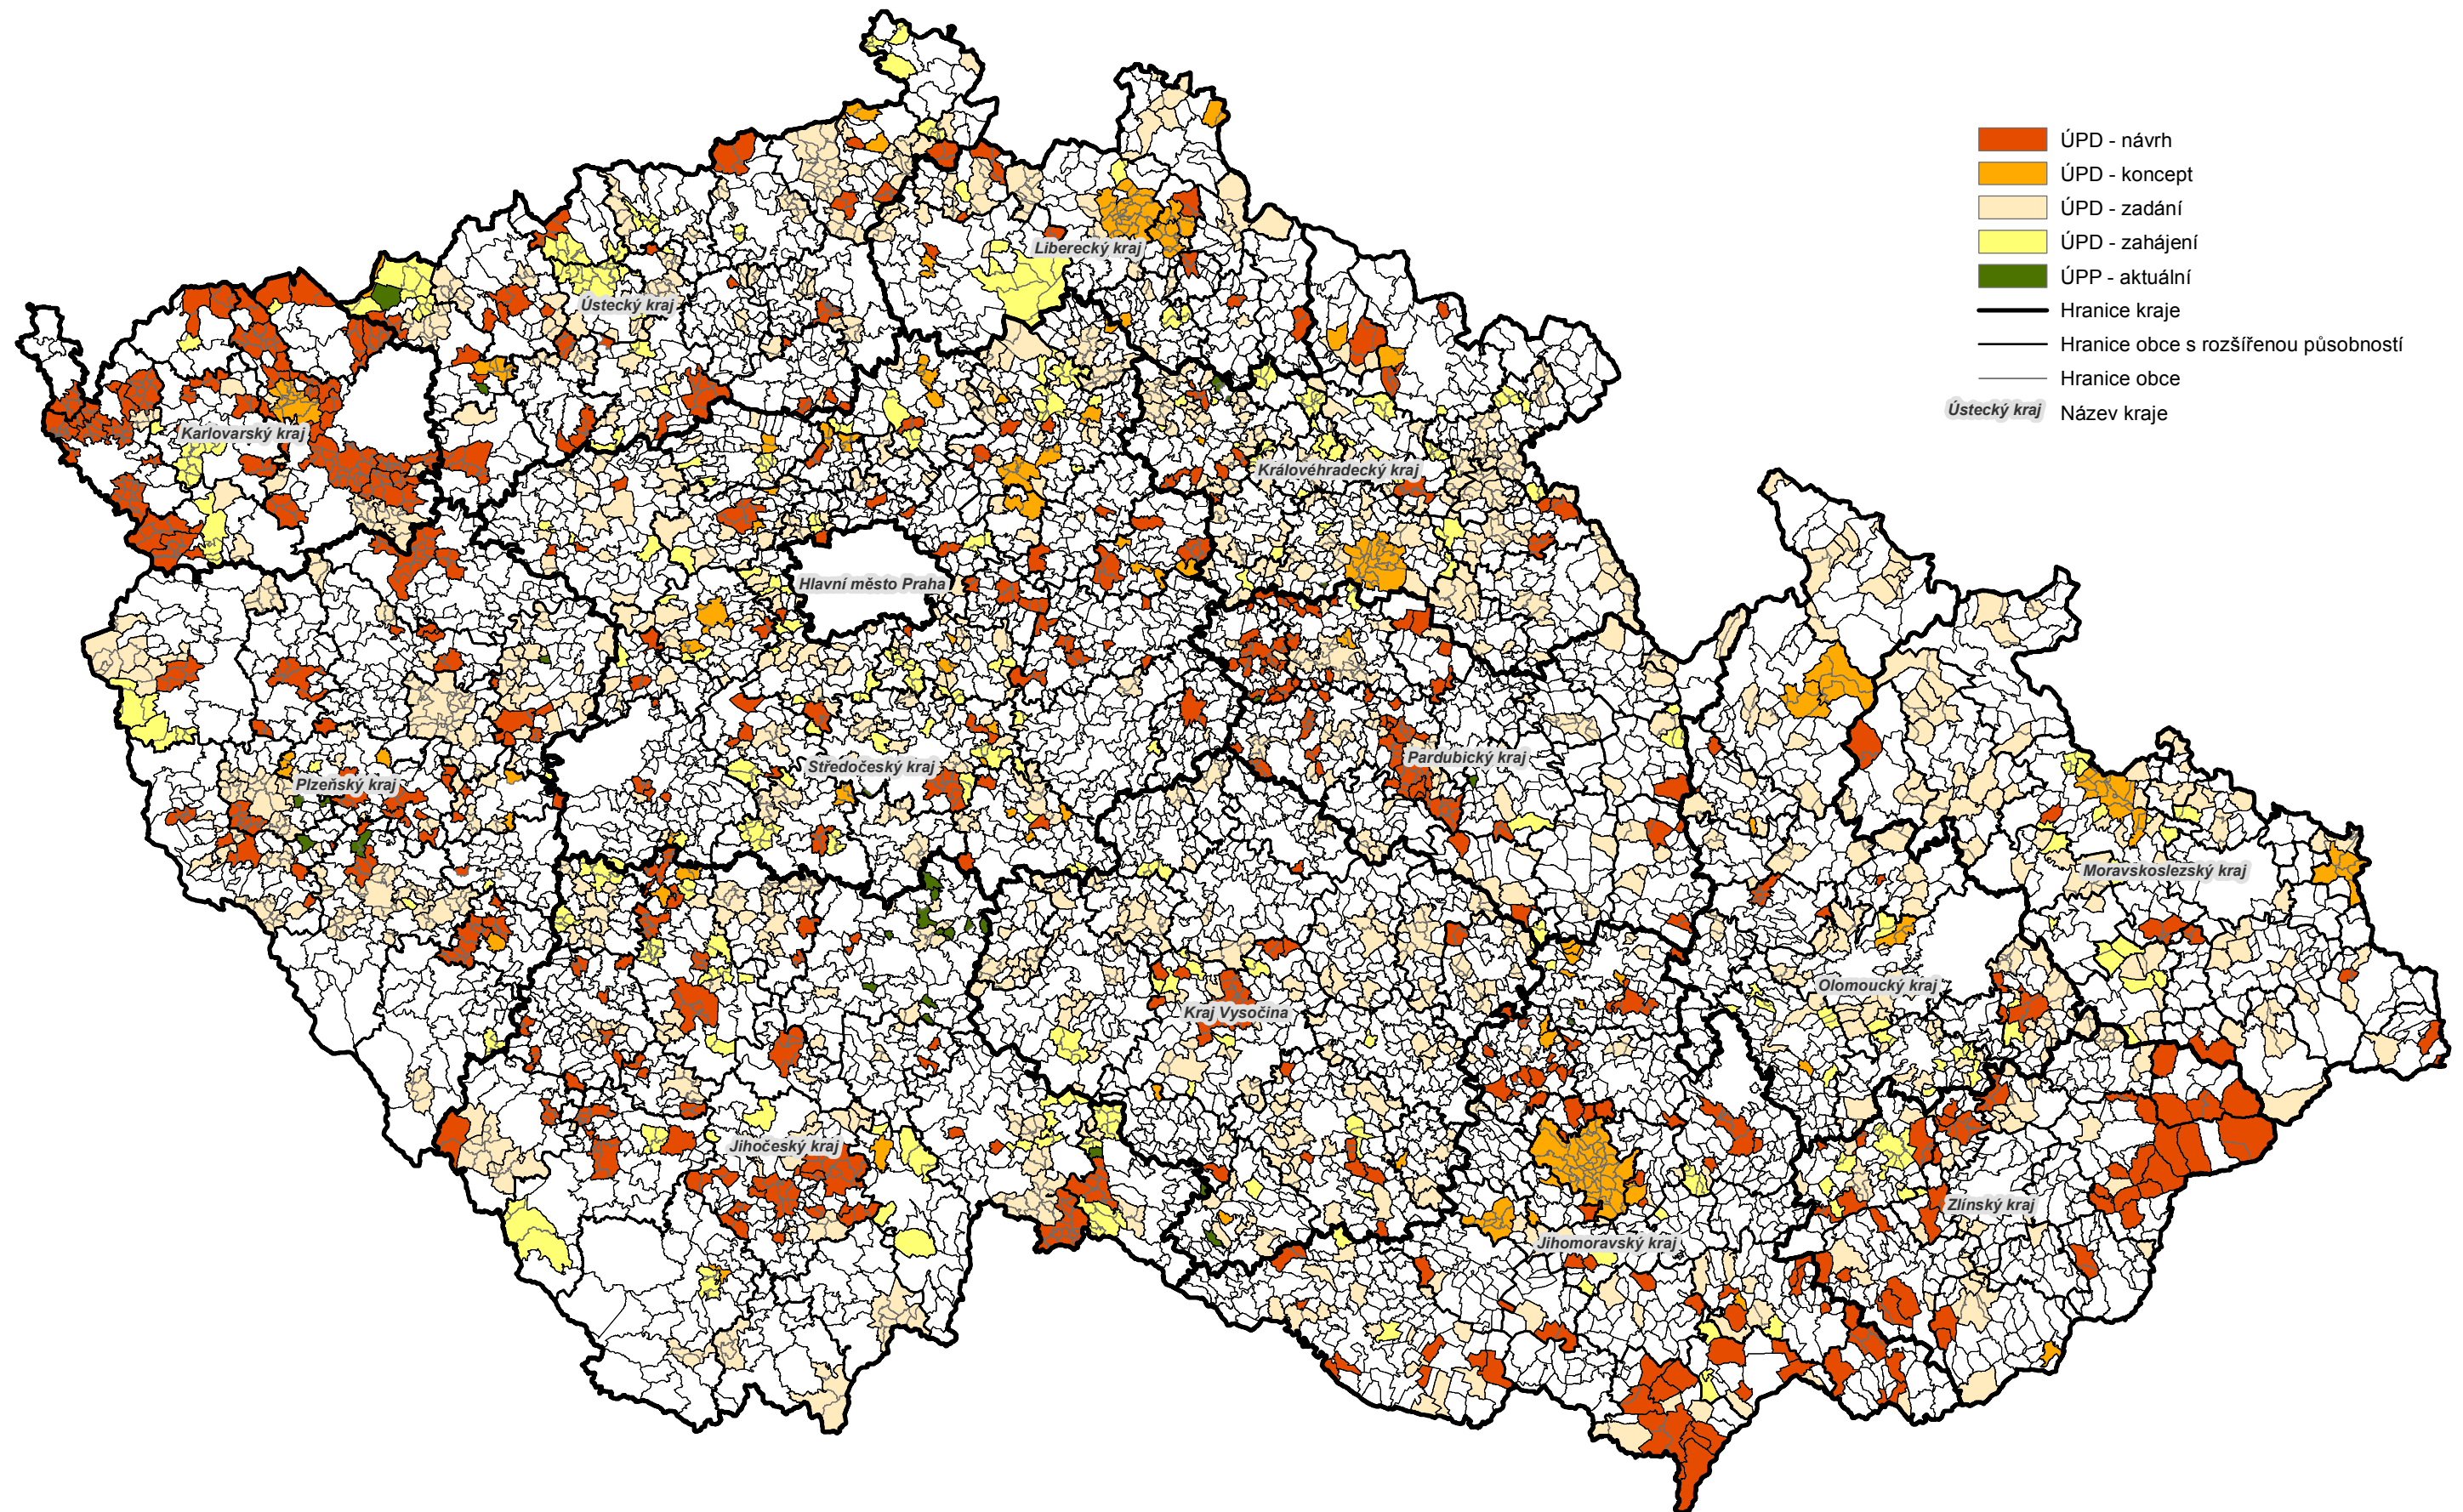 ÚPD - návrh
ÚPD - koncept
ÚPD - zadání
ÚPD - zahájení
ÚPP - aktuální
Hranice kraje
Hranice obce s rozšířenou působností
Hranice obce
Ústecký kraj Název kraje
Liberecký kraj
Ústecký kraj
Karlovarský kraj
Královéhradecký kraj
Hlavní město Praha
Středočeský kraj
Pardubický kraj
Plzeňský kraj
Moravskoslezský kraj
Olomoucký kraj
Kraj Vysočina
Jihočeský kraj
Zlínský kraj
Jihomoravský kraj